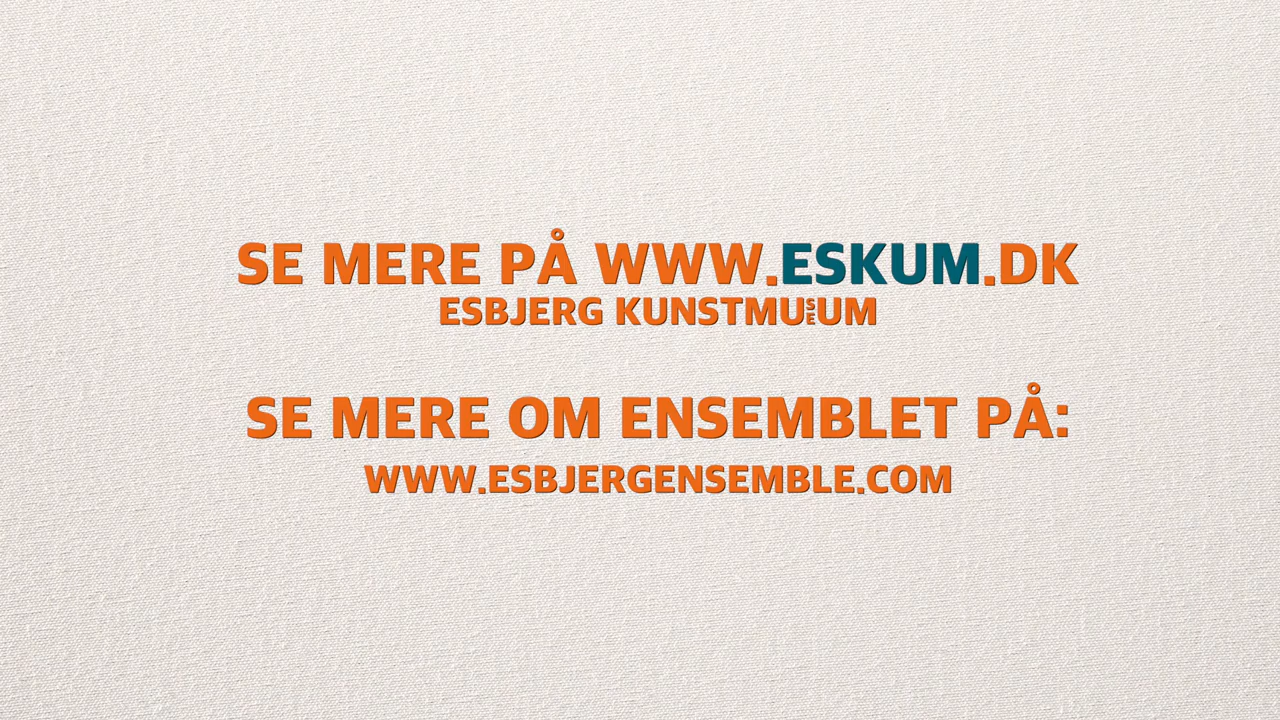 SE MERE PÅ WWW.ESKUM.DK
ESBJERG KUNSTMUSEUM
SE MERE OM ENSEMBLET PÅ:
WWW.ESBJERGENSEMBLE.COM